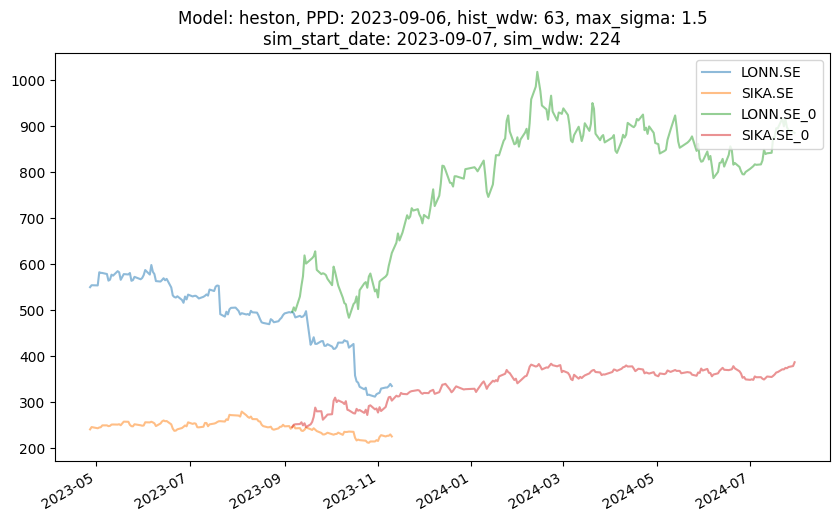 Model: heston, PPD: 2023-09-06, hist_wdw: 63, max_sigma: 1.5
sim_start_date: 2023-09-07, sim_wdw: 224
LONN.SE
SIKA.SE
LONN.SE_0
SIKA.SE_0
1000
900
800
700
600
500
400
300
200
2023-05
2023-07
2023-09
2023-11
2024-01
2024-03
2024-05
2024-07